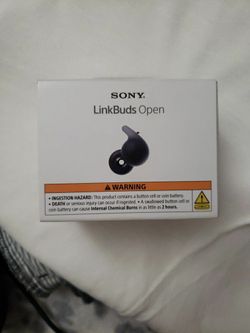 SONY
LinkBuds Open
WARNING
• INGESTION HAZARD: This product contains a button cell or coin battery.
• DEATH or serious injury can occur if ingested. • A swallowed button cell or
coin battery can cause Internal Chemical Burns in as little as 2 hours.